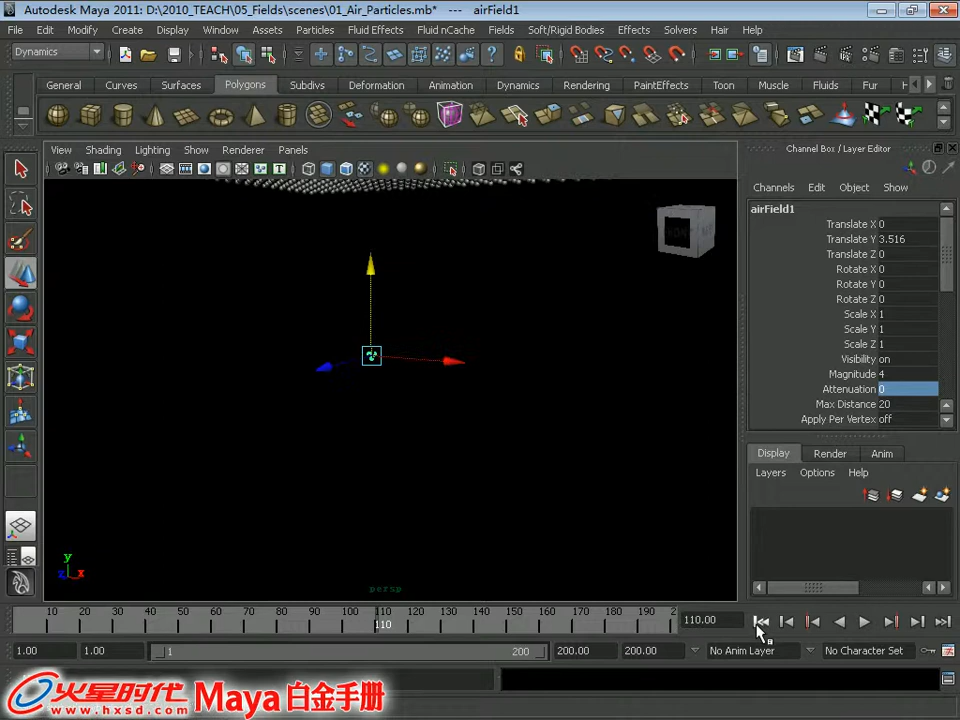 Autodesk Maya 2011: D:\2010_TEACH\05_Fields\scenes\01_Air_Particles.mb* --- airField1
File Edit Modify Create Display Window Assets Particles Fluid Effects Fluid nCache Fields Soft/Rigid Bodies Effects Solvers Hair Help
Dynamics
General Curves Surfaces Polygons Subdivs Deformation Animation Dynamics Rendering PaintEffects Toon Muscle Fluids Fur Hair
View Shading Lighting Show Renderer Panels
Channel Box / Layer Editor
Channels Edit Object Show
airField1
Translate X 0
Translate Y 3.516
Translate Z 0
Rotate X 0
Rotate Y 0
Rotate Z 0
Scale X 1
Scale Y 1
Scale Z 1
Visibility on
Magnitude 4
Attenuation 0
Max Distance 20
Apply Per Vertex off
Display Render Anim
Layers Options Help
y
z x
persp
10 20 30 40 50 60 70 80 90 100 110 120 130 140 150 160 170 180 190 2
110
110.00
1.00 1.00 1 200 200.00 200.00 No Anim Layer No Character Set
火星时代 Maya 白金手册
www.hxsd.com